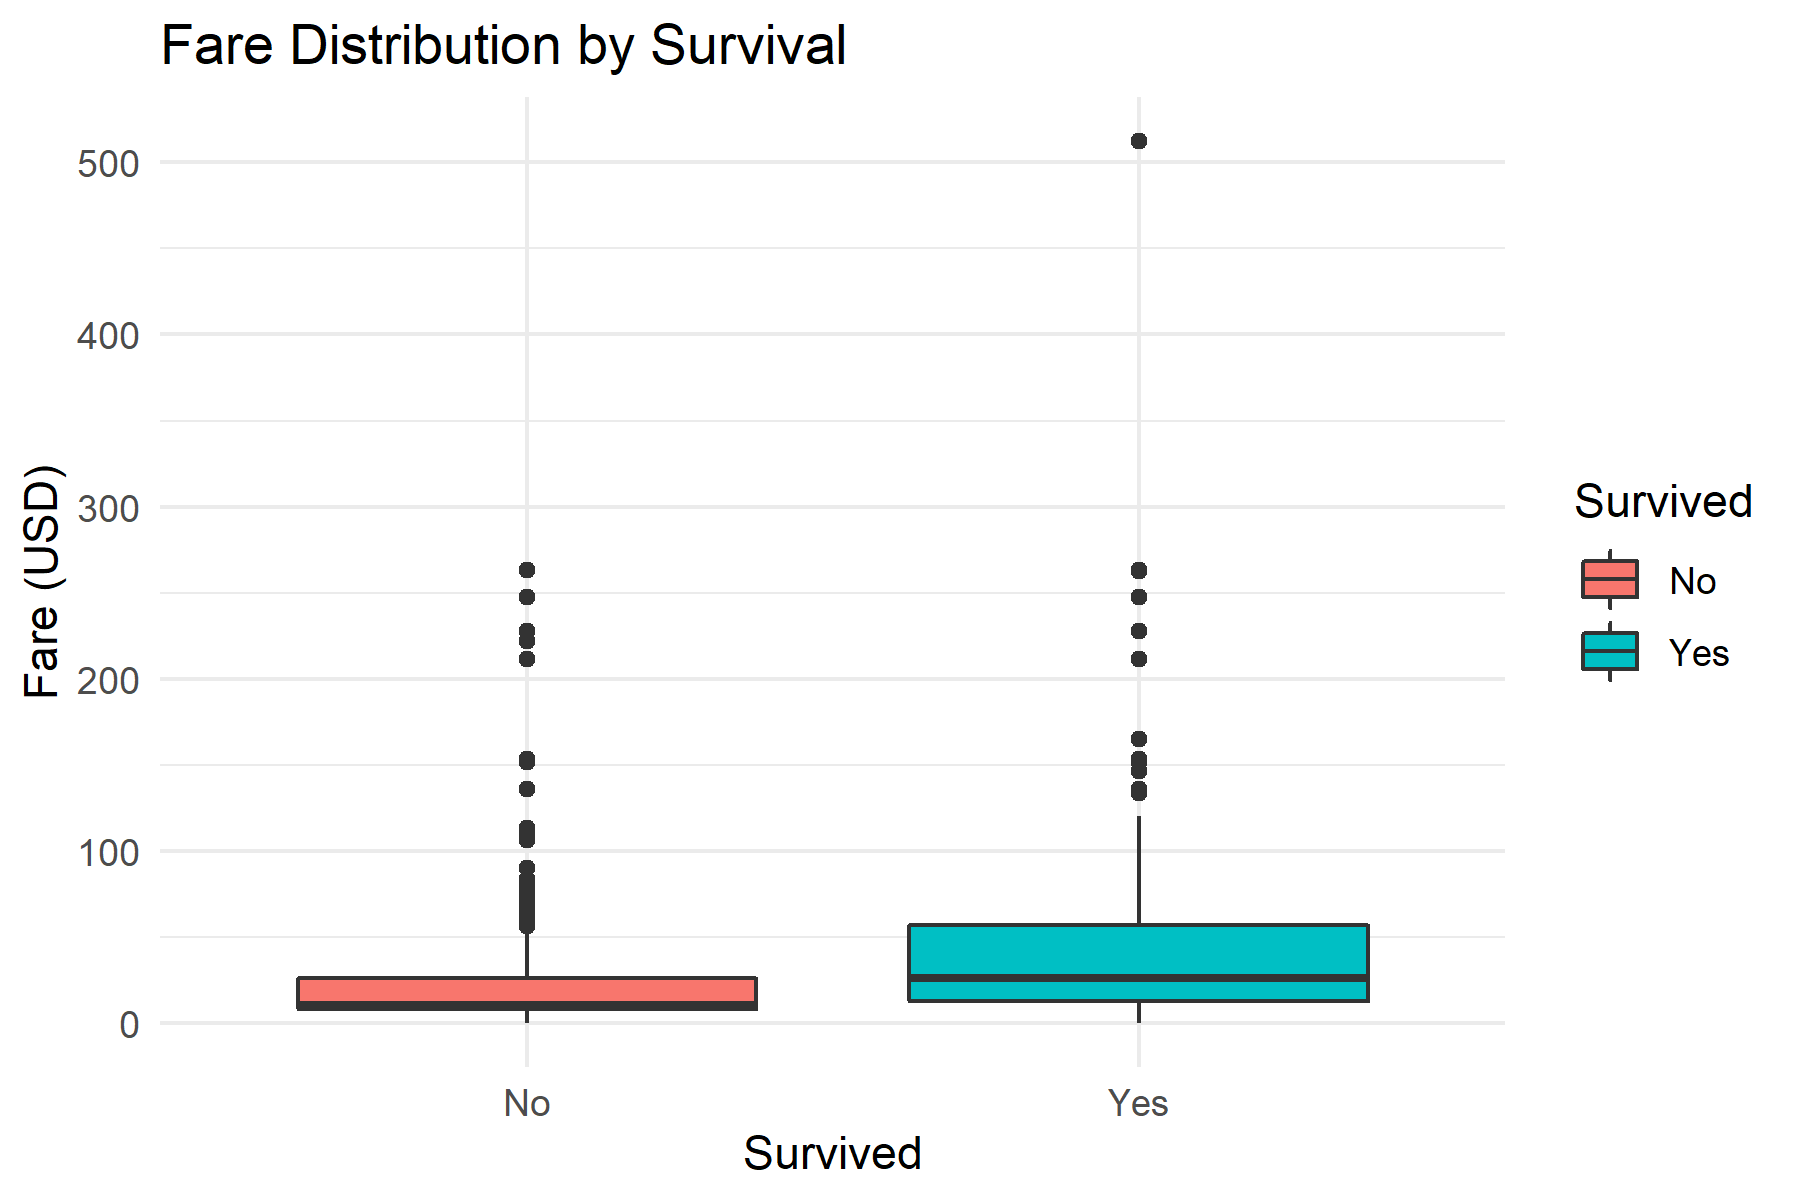 Fare Distribution by Survival
Fare (USD)
500
400
300
200
100
0
No
Yes
Survived
Survived
No
Yes